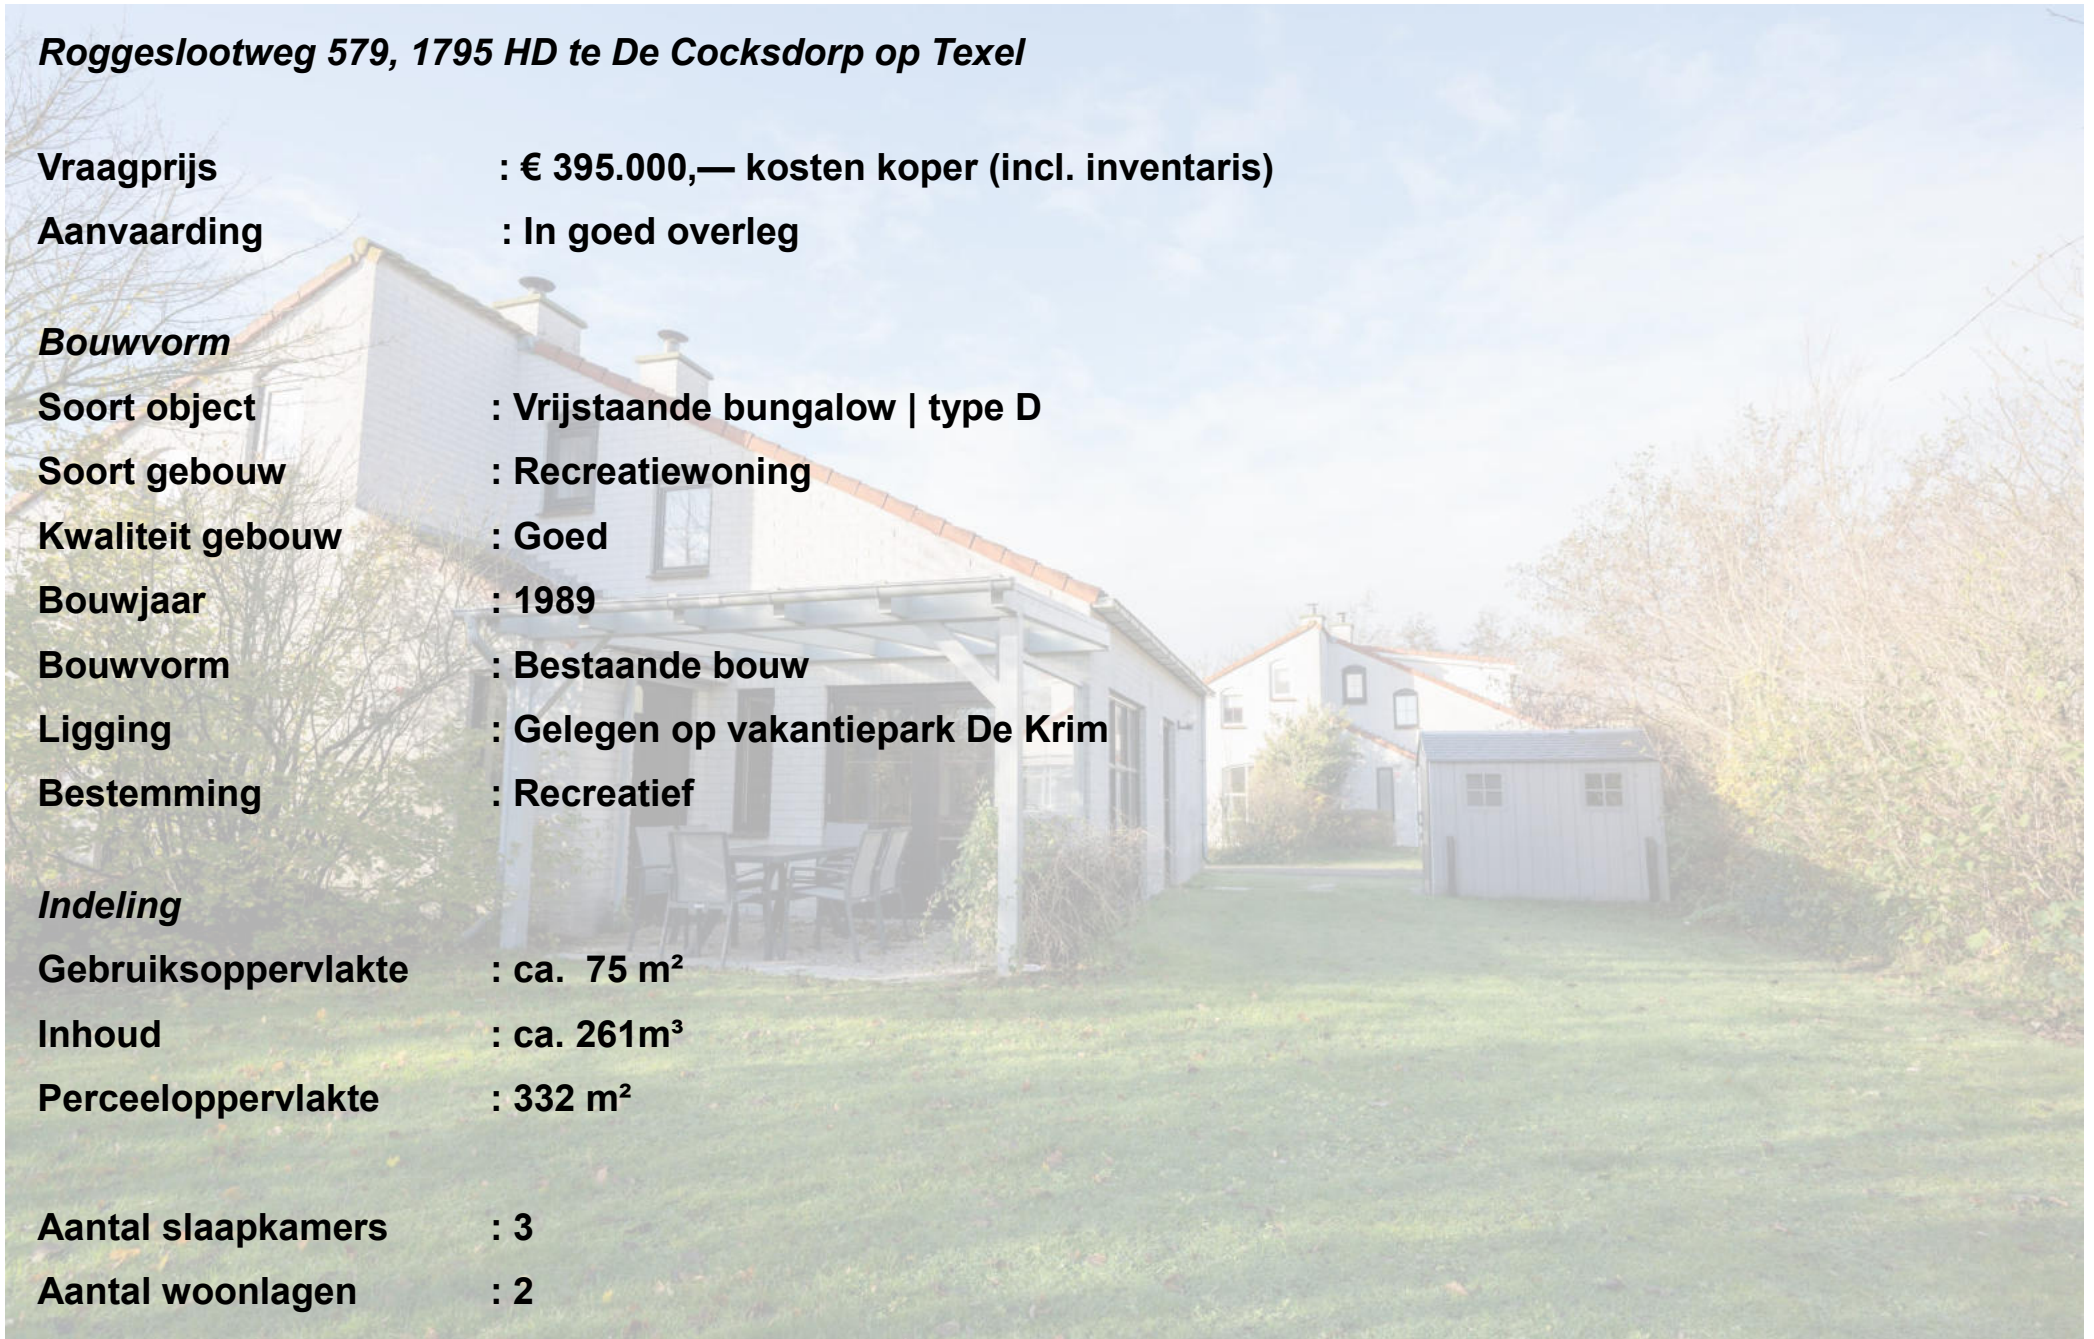 Roggeslootweg 579, 1795 HD te De Cocksdorp op Texel
Vraagprijs : € 395.000,— kosten koper (incl. inventaris)
Aanvaarding : In goed overleg
Bouwvorm
Soort object : Vrijstaande bungalow | type D
Soort gebouw : Recreatiewoning
Kwaliteit gebouw : Goed
Bouwjaar : 1989
Bouwvorm : Bestaande bouw
Ligging : Gelegen op vakantiepark De Krim
Bestemming : Recreatief
Indeling
Gebruiksoppervlakte : ca.  75 m²
Inhoud : ca. 261m³
Perceeloppervlakte : 332 m²
Aantal slaapkamers : 3
Aantal woonlagen : 2